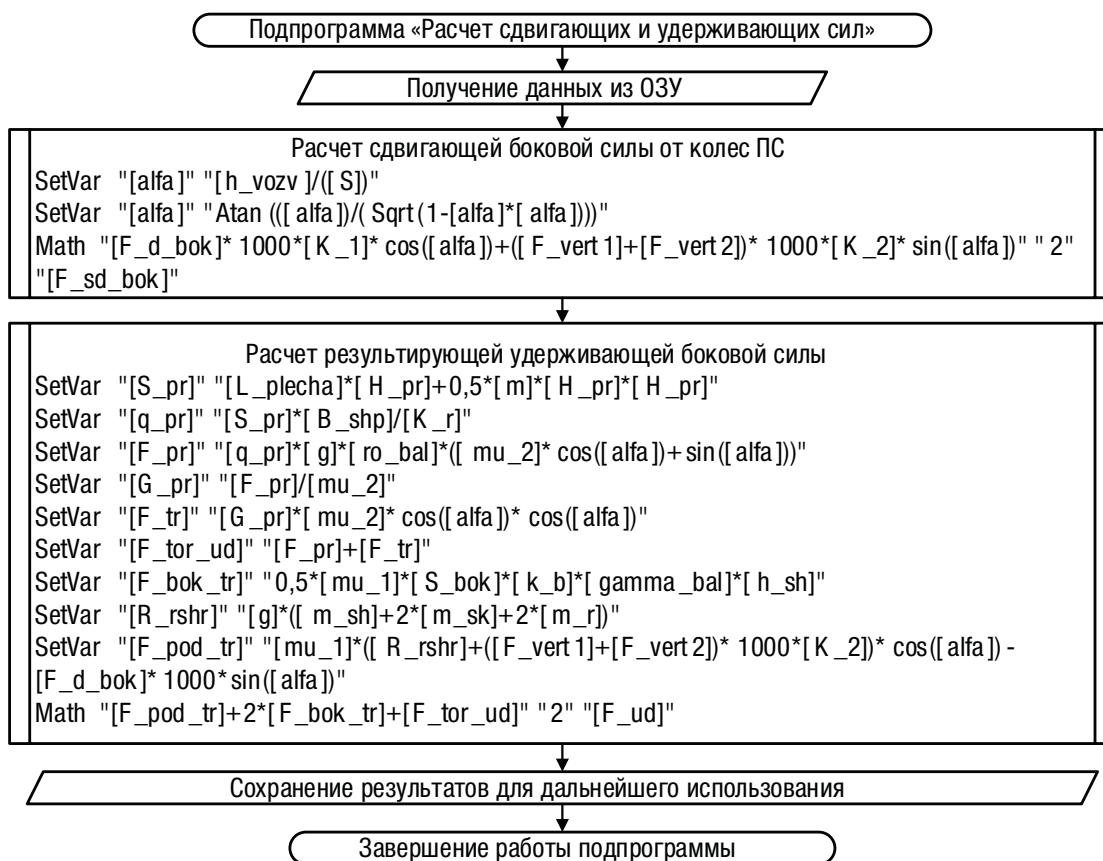 Подпрограмма «Расчет сдвигающих и удерживающих сил»
Получение данных из ОЗУ
Расчет сдвигающей боковой силы от колес ПС
SetVar "[alfa]" "[h_vozv]/([S])"
SetVar "[alfa]" "Atan(([alfa])/(Sqrt(1-[alfa]*[alfa])))"
Math "[F_d_bok]*1000*[K_1]*cos([alfa])+([F_vert1]+[F_vert2])*1000*[K_2]*sin([alfa])" "2"
"[F_sd_bok]"
Расчет результирующей удерживающей боковой силы
SetVar "[S_pr]" "[L_plecha]*[H_pr]+0,5*[m]*[H_pr]*[H_pr]"
SetVar "[q_pr]" "[S_pr]*[B_shp]/[K_r]"
SetVar "[F_pr]" "[q_pr]*[g]*[ro_bal]*([mu_2]*cos([alfa])+sin([alfa]))"
SetVar "[G_pr]" "[F_pr]/[mu_2]"
SetVar "[F_tr]" "[G_pr]*[mu_2]*cos([alfa])*cos([alfa])"
SetVar "[F_tor_ud]" "[F_pr]+[F_tr]"
SetVar "[F_bok_tr]" "0,5*[mu_1]*[S_bok]*[k_b]*[gamma_bal]*[h_sh]"
SetVar "[R_rshr]" "[g]*([m_sh]+2*[m_sk]+2*[m_r])"
SetVar "[F_pod_tr]" "[mu_1]*([R_rshr]+([F_vert1]+[F_vert2])*1000*[K_2])*cos([alfa])-
[F_d_bok]*1000*sin([alfa])"
Math "[F_pod_tr]+2*[F_bok_tr]+[F_tor_ud]" "2" "[F_ud]"
Сохранение результатов для дальнейшего использования
Завершение работы подпрограммы